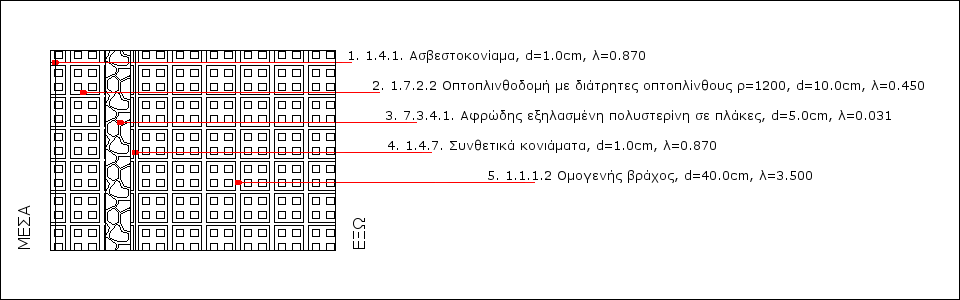 1. 1.4.1. Ασβεστοκονίαμα, d=1.0cm, λ=0.870
2. 1.7.2.2 Οπτοπλινθοδομή με διάτρητες οπτοπλίνθους ρ=1200, d=10.0cm, λ=0.450
3. 7.3.4.1. Αφρώδης εξηλασμένη πολυστερίνη σε πλάκες, d=5.0cm, λ=0.031
4. 1.4.7. Συνθετικά κονιάματα, d=1.0cm, λ=0.870
5. 1.1.1.2 Ομογενής βράχος, d=40.0cm, λ=3.500
ΜΕΣΑ
ΕΞΩ